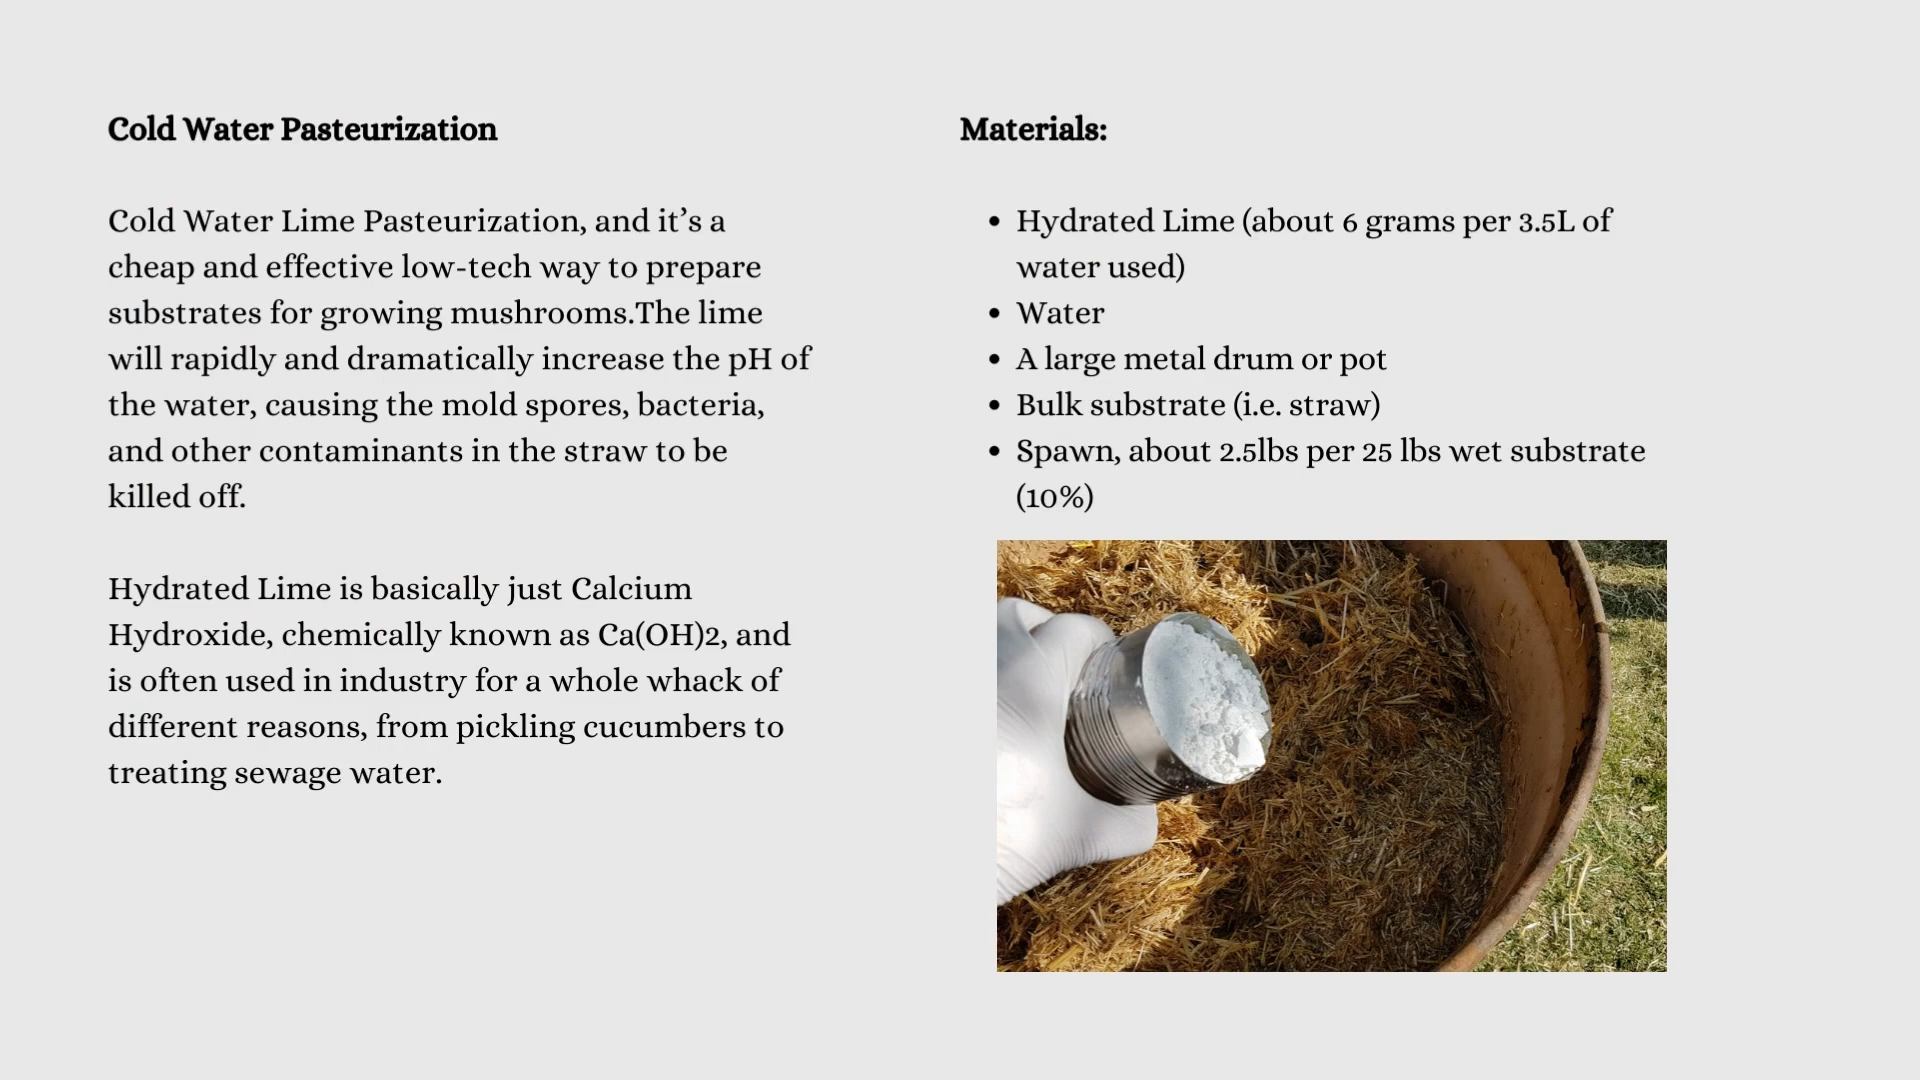 Cold Water Pasteurization
Cold Water Lime Pasteurization, and it’s a
cheap and effective low-tech way to prepare
substrates for growing mushrooms.The lime
will rapidly and dramatically increase the pH of
the water, causing the mold spores, bacteria,
and other contaminants in the straw to be
killed off.
Hydrated Lime is basically just Calcium
Hydroxide, chemically known as Ca(OH)2, and
is often used in industry for a whole whack of
different reasons, from pickling cucumbers to
treating sewage water.
Materials:
• Hydrated Lime (about 6 grams per 3.5L of
water used)
• Water
• A large metal drum or pot
• Bulk substrate (i.e. straw)
• Spawn, about 2.5lbs per 25 lbs wet substrate
(10%)